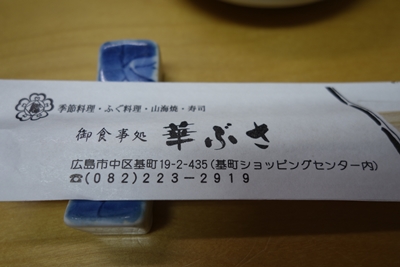 季節料理・ふぐ料理・山海焼・寿司
御食事処 華ぶさ
広島市中区基町19-2-435(基町ショッピングセンター内)
☎(082)223-2919